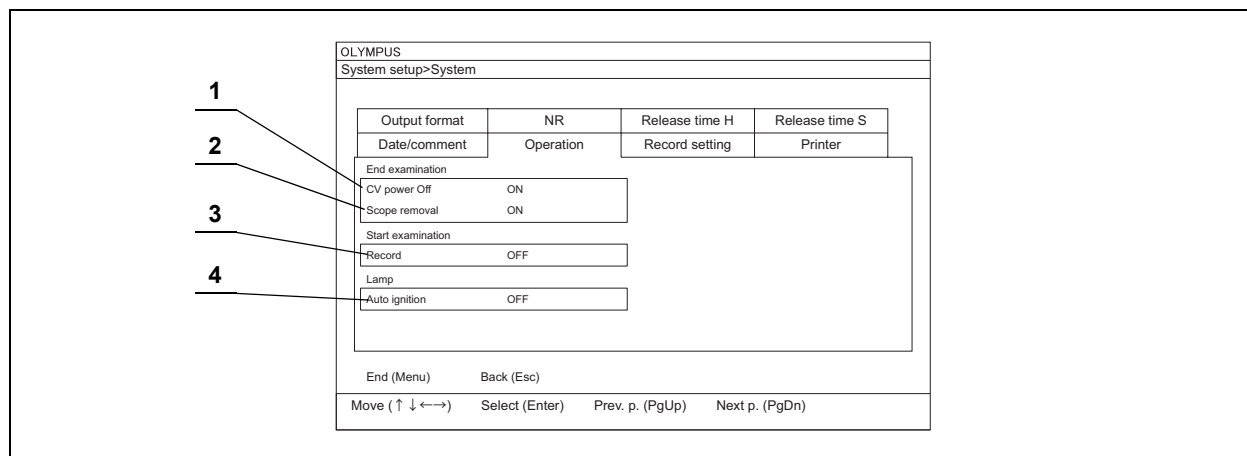 OLYMPUS
System setup>System
1
Output format NR Release time H Release time S
2
Date/comment Operation Record setting Printer
End examination
CV power Off ON
Scope removal ON
3
Start examination
Record OFF
4
Lamp
Auto ignition OFF
End (Menu) Back (Esc)
Move (↑↓←→) Select (Enter) Prev. p. (PgUp) Next p. (PgDn)